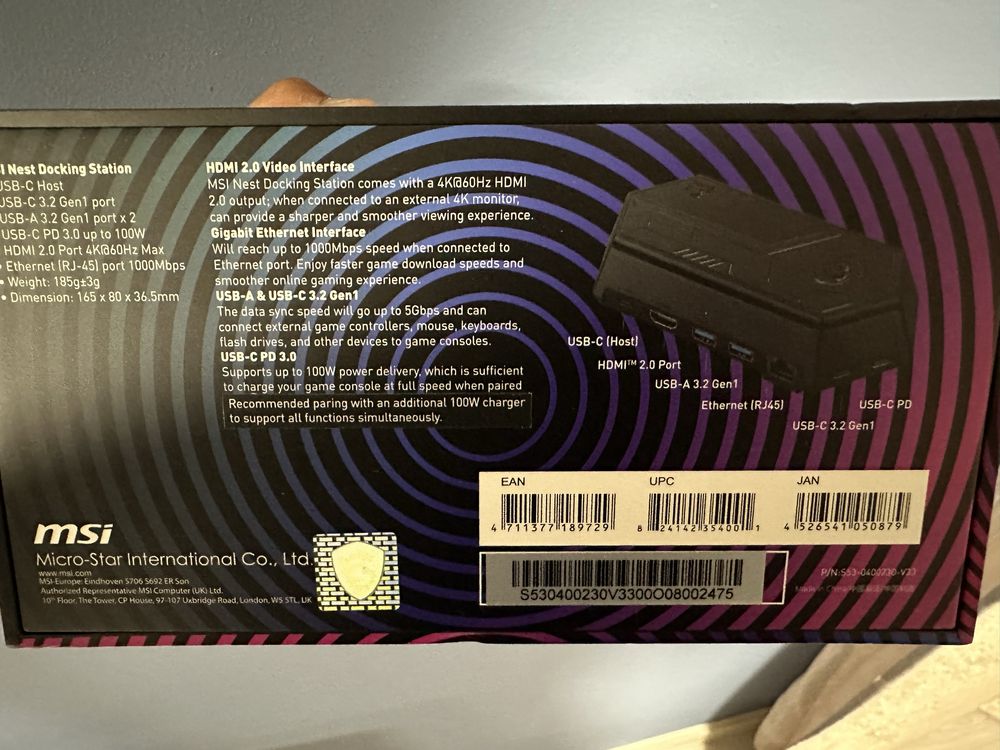 I Nest Docking Station
USB-C Host
USB-C 3.2 Gen1 port
USB-A 3.2 Gen1 port x 2
USB-C PD 3.0 up to 100W
HDMI 2.0 Port 4K@60Hz Max
• Ethernet (RJ-45) port 1000Mbps
• Weight: 185g±3g
• Dimension: 165 x 80 x 36.5mm
HDMI 2.0 Video Interface
MSI Nest Docking Station comes with a 4K@60Hz HDMI
2.0 output; when connected to an external 4K monitor,
can provide a sharper and smoother viewing experience.
Gigabit Ethernet Interface
Will reach up to 1000Mbps speed when connected to
Ethernet port. Enjoy faster game download speeds and
smoother online gaming experience.
USB-A & USB-C 3.2 Gen1
The data sync speed will go up to 5Gbps and can
connect external game controllers, mouse, keyboards,
flash drives, and other devices to game consoles.
USB-C PD 3.0
Supports up to 100W power delivery, which is sufficient
to charge your game console at full speed when paired
Recommended paring with an additional 100W charger
to support all functions simultaneously.
USB-C (Host)
HDMI™ 2.0 Port
USB-A 3.2 Gen1
Ethernet (RJ45)
USB-C PD
USB-C 3.2 Gen1
EAN
4 711377 189729
UPC
8 24142 35400 1
JAN
4 526541 050879
S530400230V3300O08002475
P/N:S53-0400230-V33
msi
Micro-Star International Co., Ltd.
www.msi.com
MSI-Europe: Eindhoven 5706 5692 ER Son
Authorized Representative MSI Computer (UK) Ltd.
10th Floor, The Tower, CP House, 97-107 Uxbridge Road, London, W5 5TL, UK